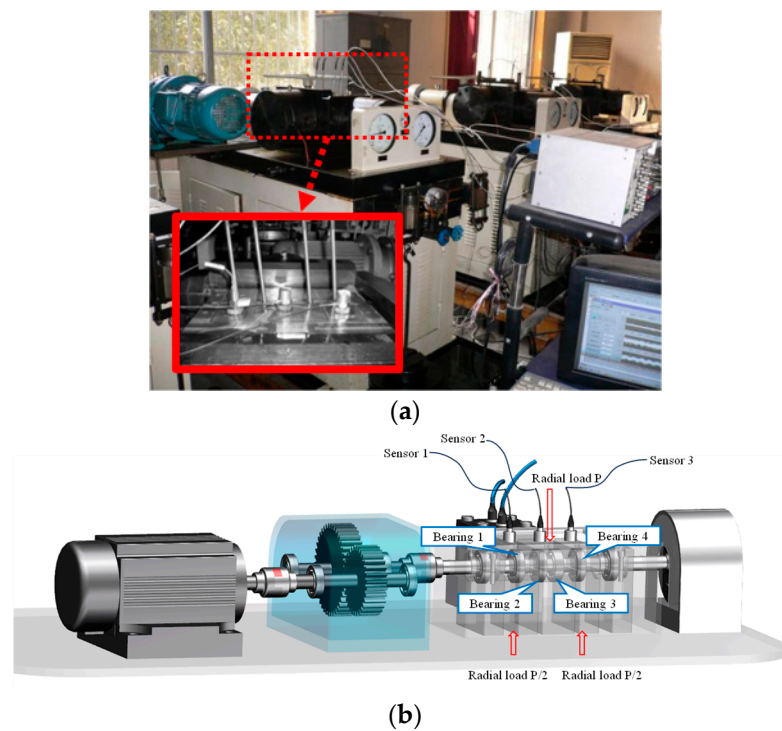 (a)
Sensor 2
Sensor 1
Sensor 3
Radial load P
Bearing 1
Bearing 4
Bearing 2
Bearing 3
Radial load P/2
Radial load P/2
(b)